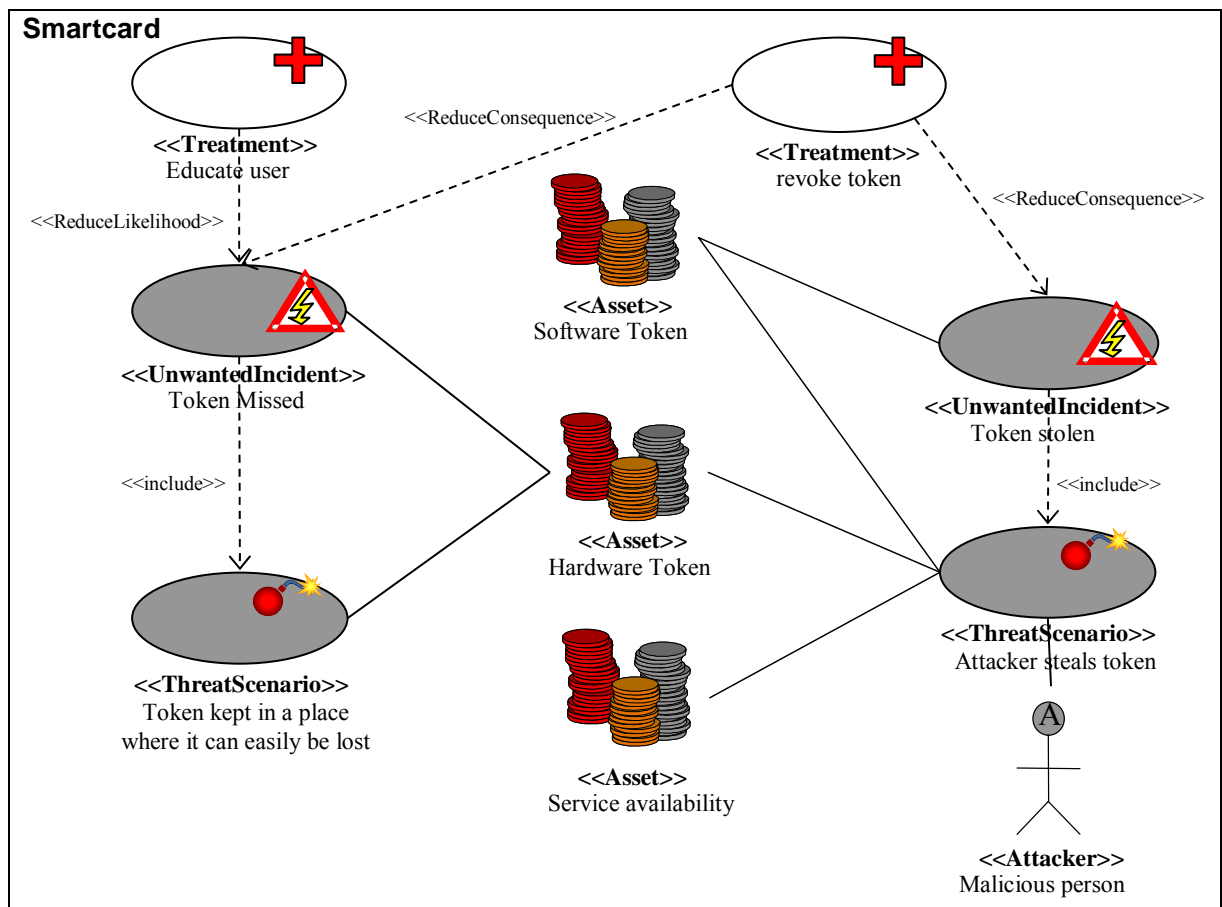 Smartcard
<<Treatment>>
Educate user
<<ReduceConsequence>>
<<Treatment>>
revoke token
<<ReduceLikelihood>>
<<ReduceConsequence>>
<<Asset>>
Software Token
<<UnwantedIncident>>
Token Missed
<<UnwantedIncident>>
Token stolen
<<include>>
<<include>>
<<Asset>>
Hardware Token
<<ThreatScenario>>
Attacker steals token
<<ThreatScenario>>
Token kept in a place
where it can easily be lost
A
<<Asset>>
Service availability
<<Attacker>>
Malicious person